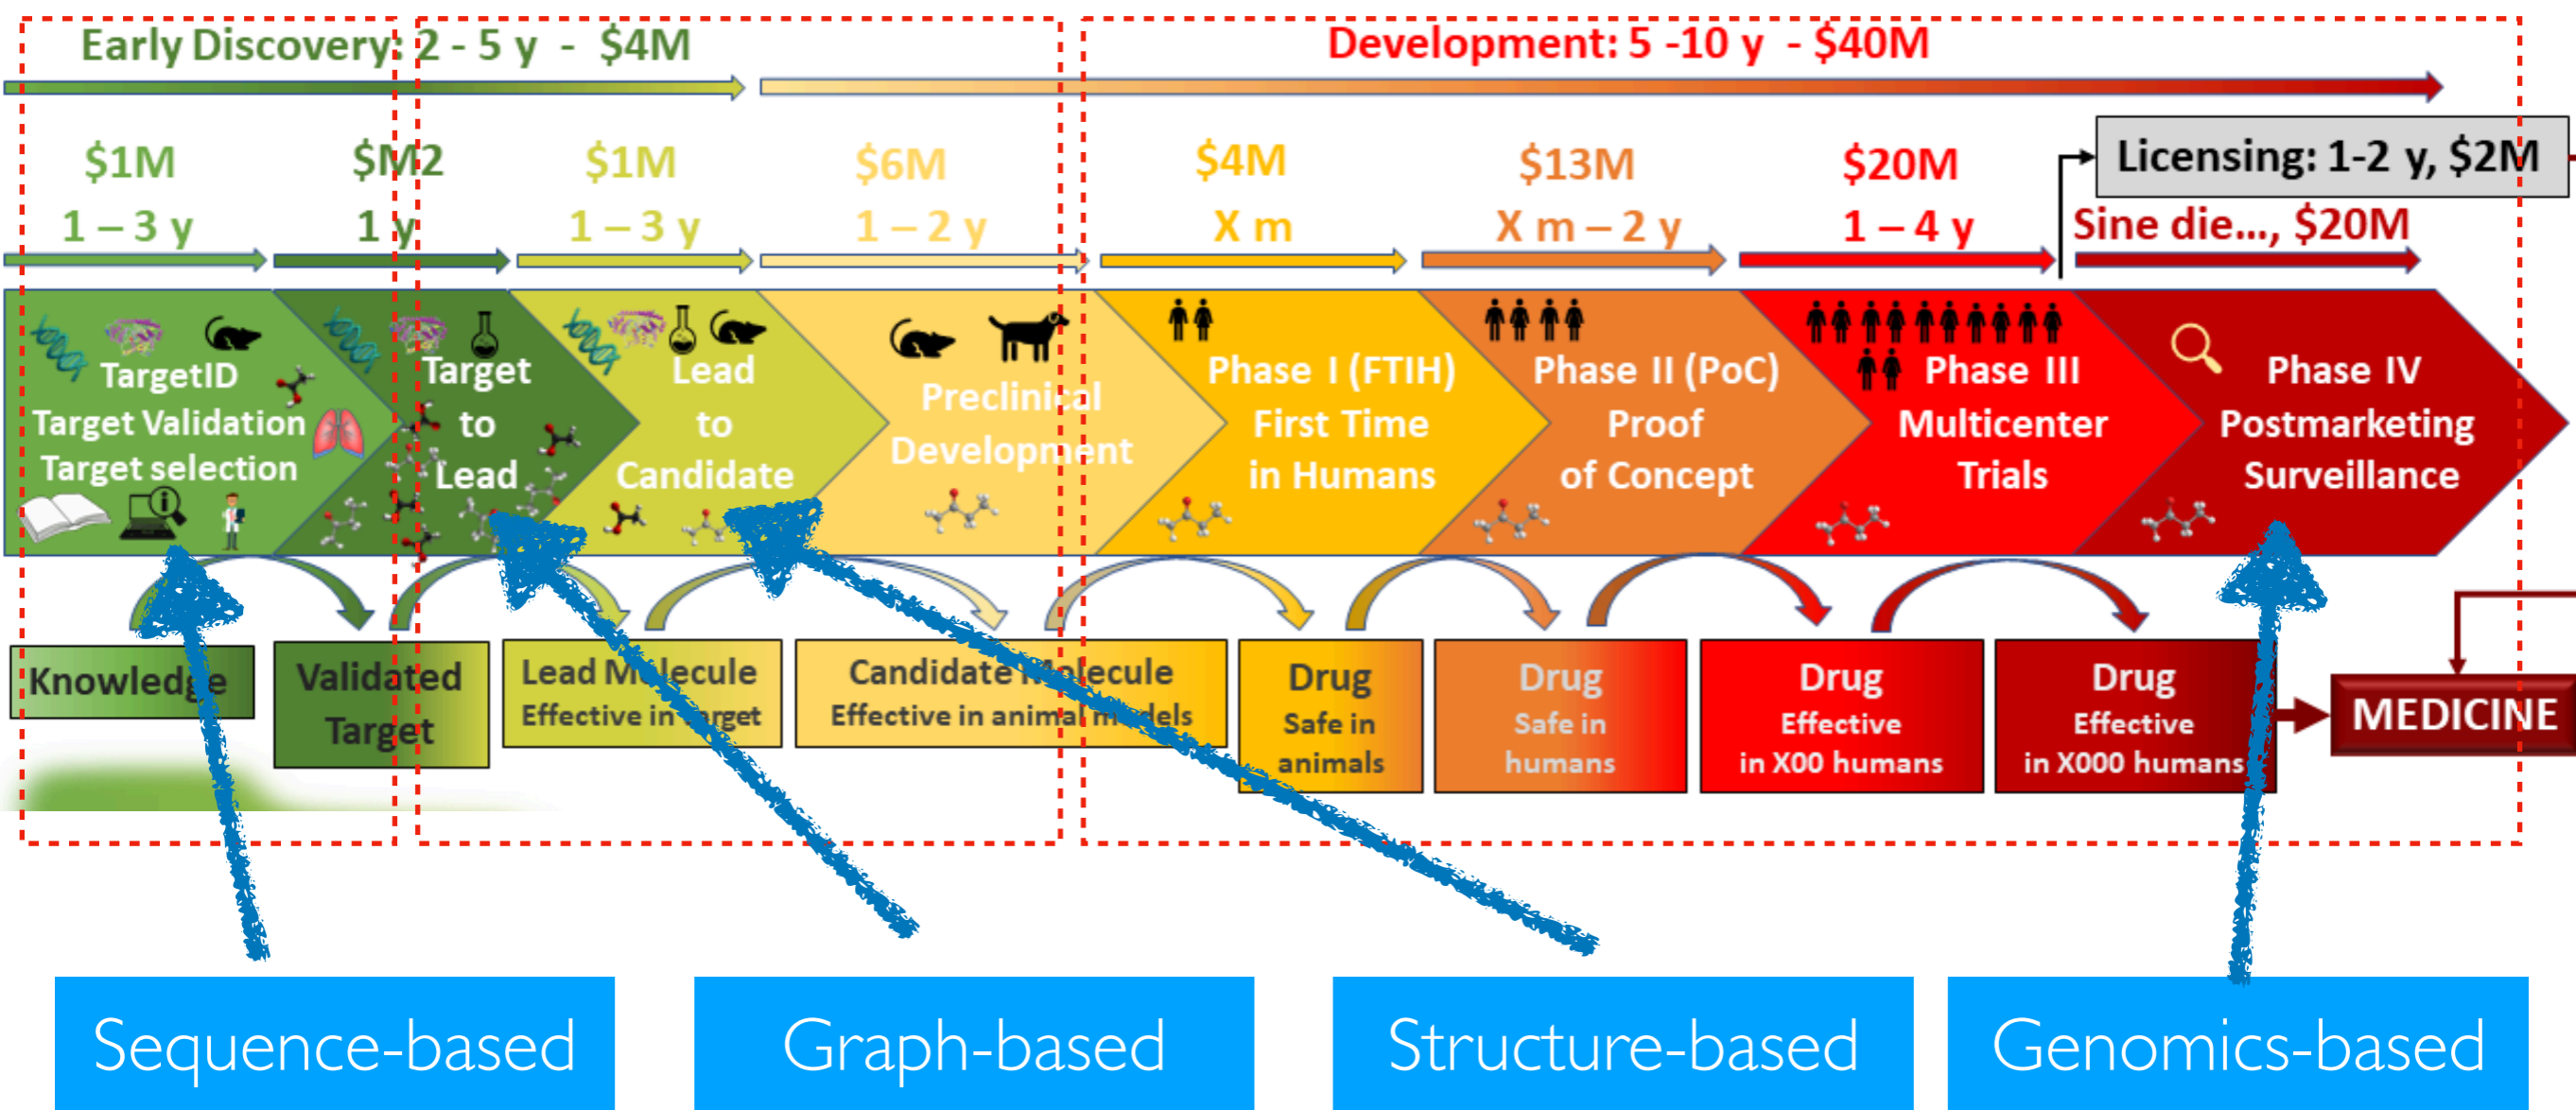 Early Discovery: 2 - 5 y - $4M
Development: 5 -10 y - $40M
$1M
1 – 3 y
$M2
1 y
$1M
1 – 3 y
$6M
1 – 2 y
$4M
X m
$13M
X m – 2 y
$20M
1 – 4 y
Licensing: 1-2 y, $2M
Sine die..., $20M
TargetID
Target Validation
Target selection
Target
to
Lead
Lead
to
Candidate
Preclinical
Development
Phase I (FTIH)
First Time
in Humans
Phase II (PoC)
Proof
of Concept
Phase III
Multicenter
Trials
Phase IV
Postmarketing
Surveillance
Knowledge
Validated
Target
Lead Molecule
Effective in target
Candidate Molecule
Effective in animal models
Drug
Safe in
animals
Drug
Safe in
humans
Drug
Effective
in X00 humans
Drug
Effective
in X000 humans
MEDICINE
Sequence-based
Graph-based
Structure-based
Genomics-based